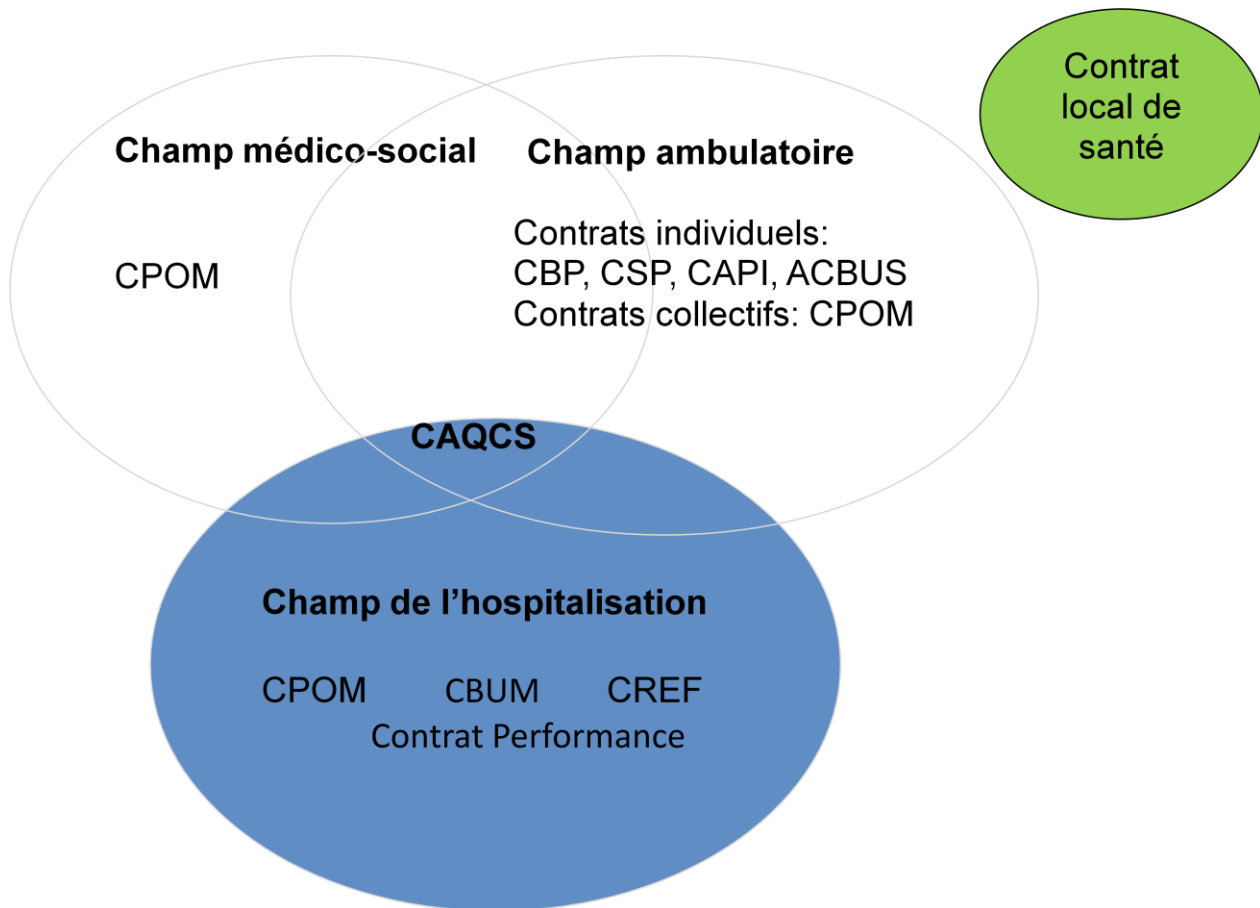 Contrat
local de
santé
Champ médico-social
Champ ambulatoire
Contrats individuels:
CPOM
CBP, CSP, CAPI, ACBUS
Contrats collectifs: CPOM
CAQCS
Champ de l’hospitalisation
CPOM CBUM CREF
Contrat Performance